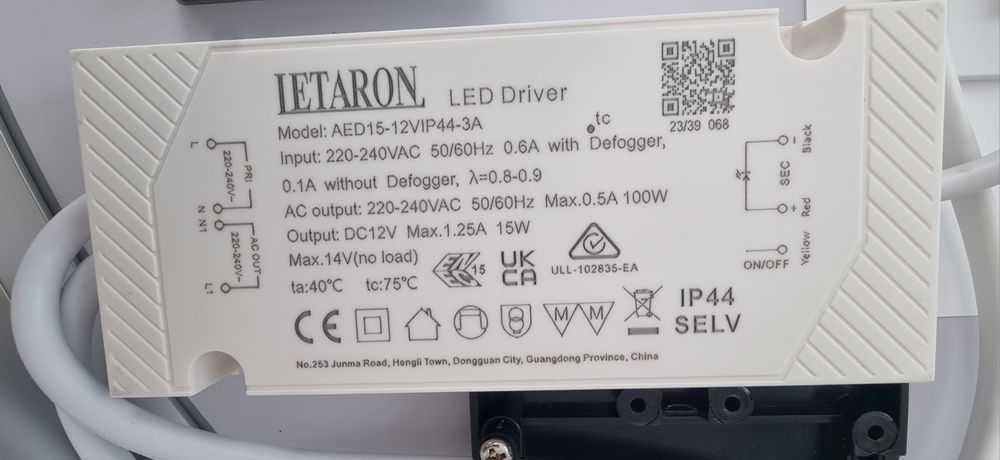 LETARON LED Driver
23/39 068
Model: AED15-12VIP44-3A
tc
Input: 220-240VAC 50/60Hz 0.6A with Defogger,
0.1A without Defogger, λ=0.8-0.9
AC output: 220-240VAC 50/60Hz Max.0.5A 100W
Output: DC12V Max.1.25A 15W
Max.14V(no load)
ta:40℃ tc:75℃
ENEC 15
UK
CA
ULL-102835-EA
CE
M M
IP44
SELV
No.253 Junma Road, Hengli Town, Dongguan City, Guangdong Province, China
L
220-240V~
PRI
N
N1
220-240V~
AC OUT
L1
- Black
SEC
+ Red
ON/OFF
Yellow